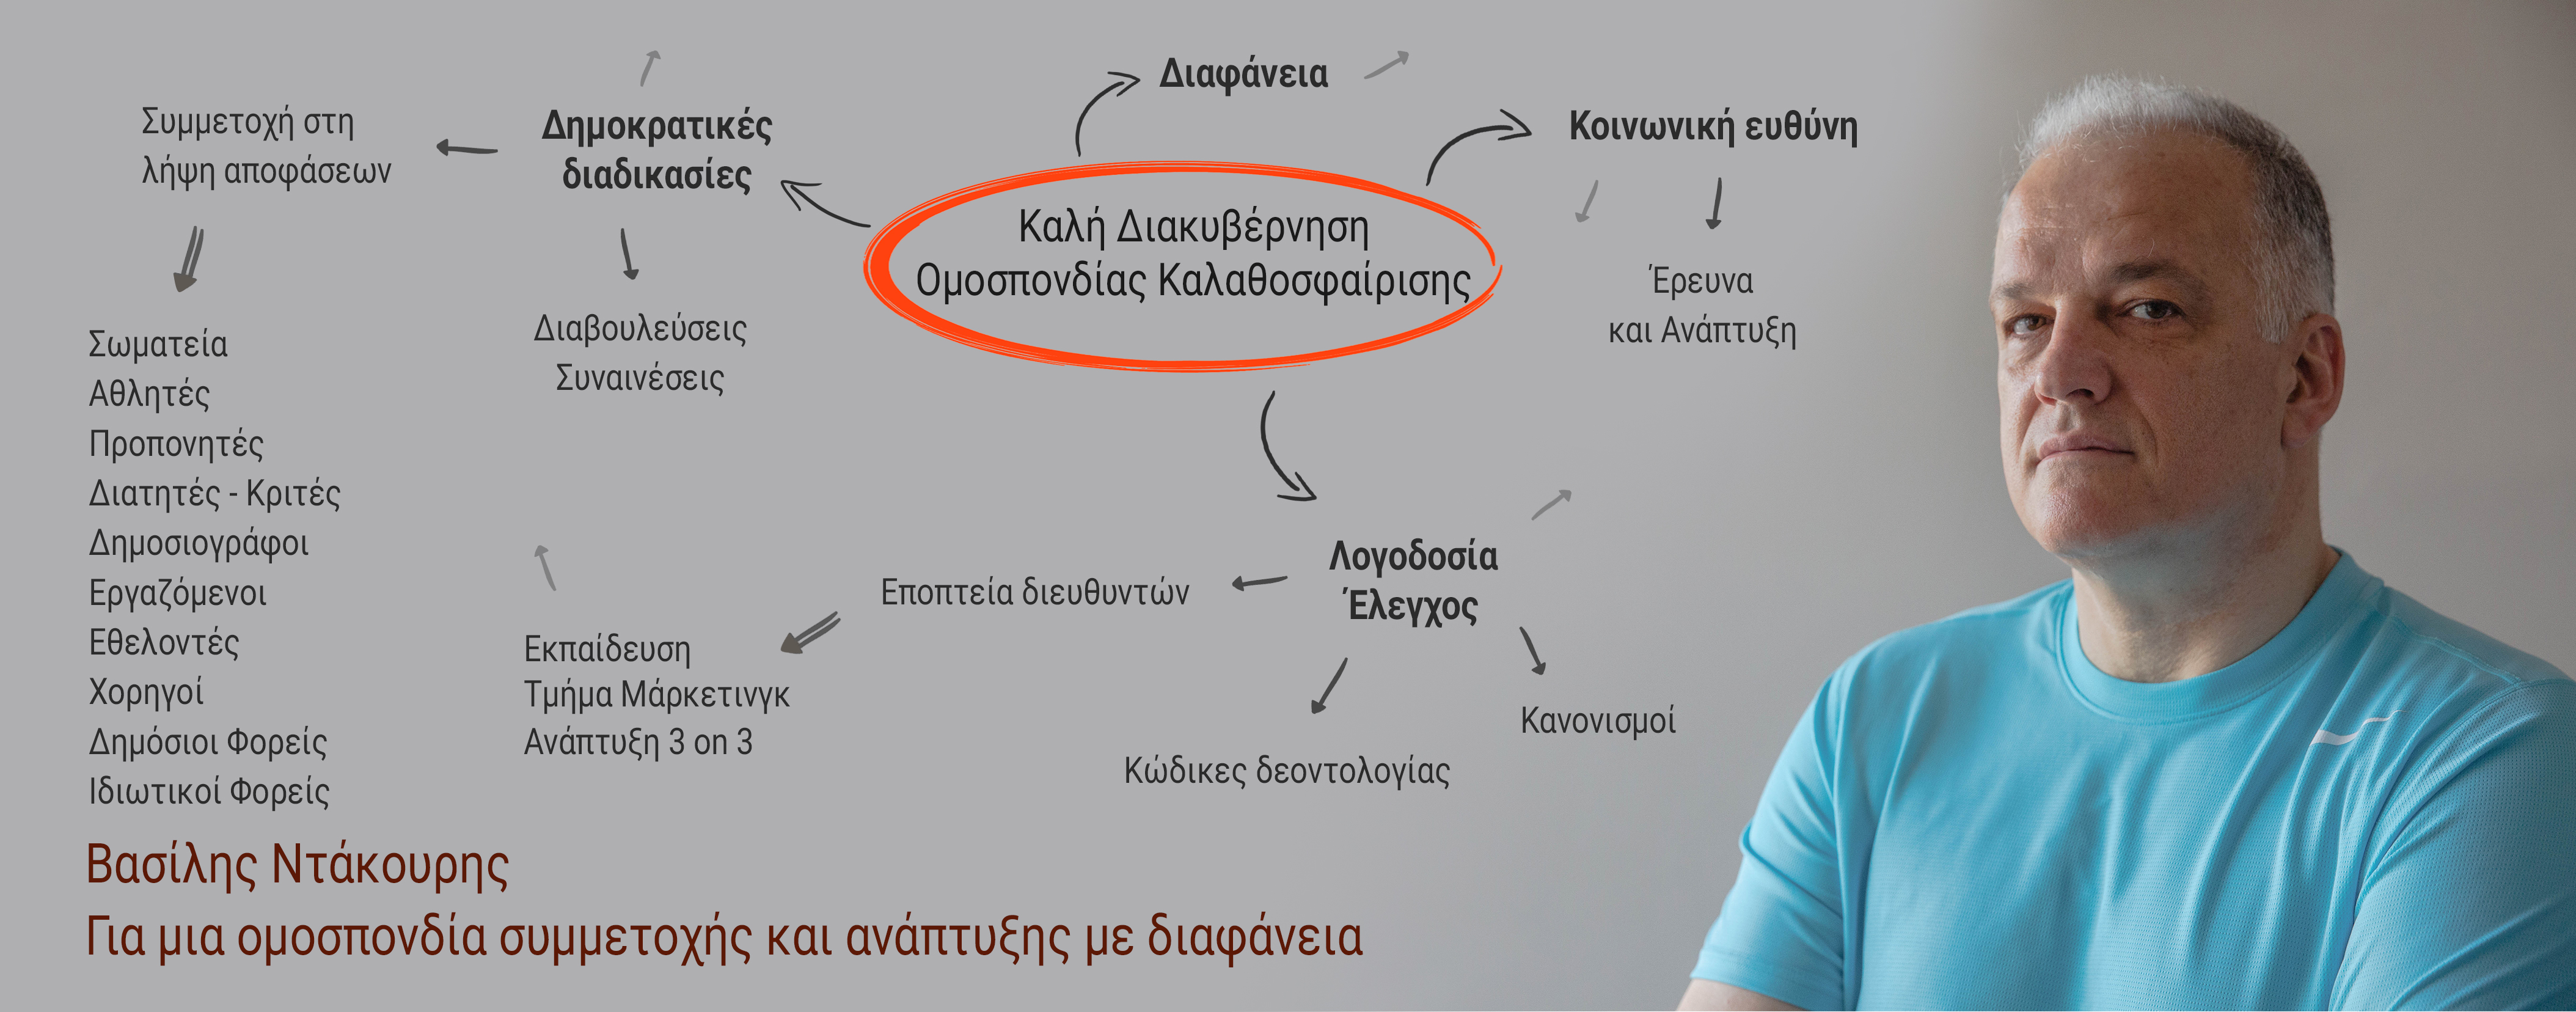 Διαφάνεια
Κοινωνική ευθύνη
Συμμετοχή στη
λήψη αποφάσεων
Δημοκρατικές
διαδικασίες
Καλή Διακυβέρνηση
Ομοσπονδίας Καλαθοσφαίρισης
Έρευνα
και Ανάπτυξη
Διαβουλεύσεις
Συναινέσεις
Σωματεία
Αθλητές
Προπονητές
Διατητές - Κριτές
Δημοσιογράφοι
Εργαζόμενοι
Εθελοντές
Χορηγοί
Δημόσιοι Φορείς
Ιδιωτικοί Φορείς
Λογοδοσία
Έλεγχος
Εποπτεία διευθυντών
Εκπαίδευση
Τμήμα Μάρκετινγκ
Ανάπτυξη 3 on 3
Κανονισμοί
Κώδικες δεοντολογίας
Βασίλης Ντάκουρης
Για μια ομοσπονδία συμμετοχής και ανάπτυξης με διαφάνεια